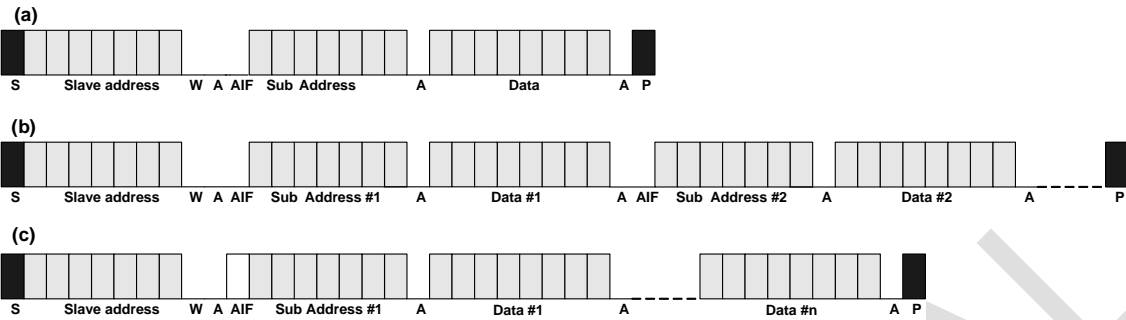 (a)
S Slave address W A AIF Sub Address A Data A P
(b)
S Slave address W A AIF Sub Address #1 A Data #1 A AIF Sub Address #2 A Data #2 A P
(c)
S Slave address W A AIF Sub Address #1 A Data #1 A Data #n A P